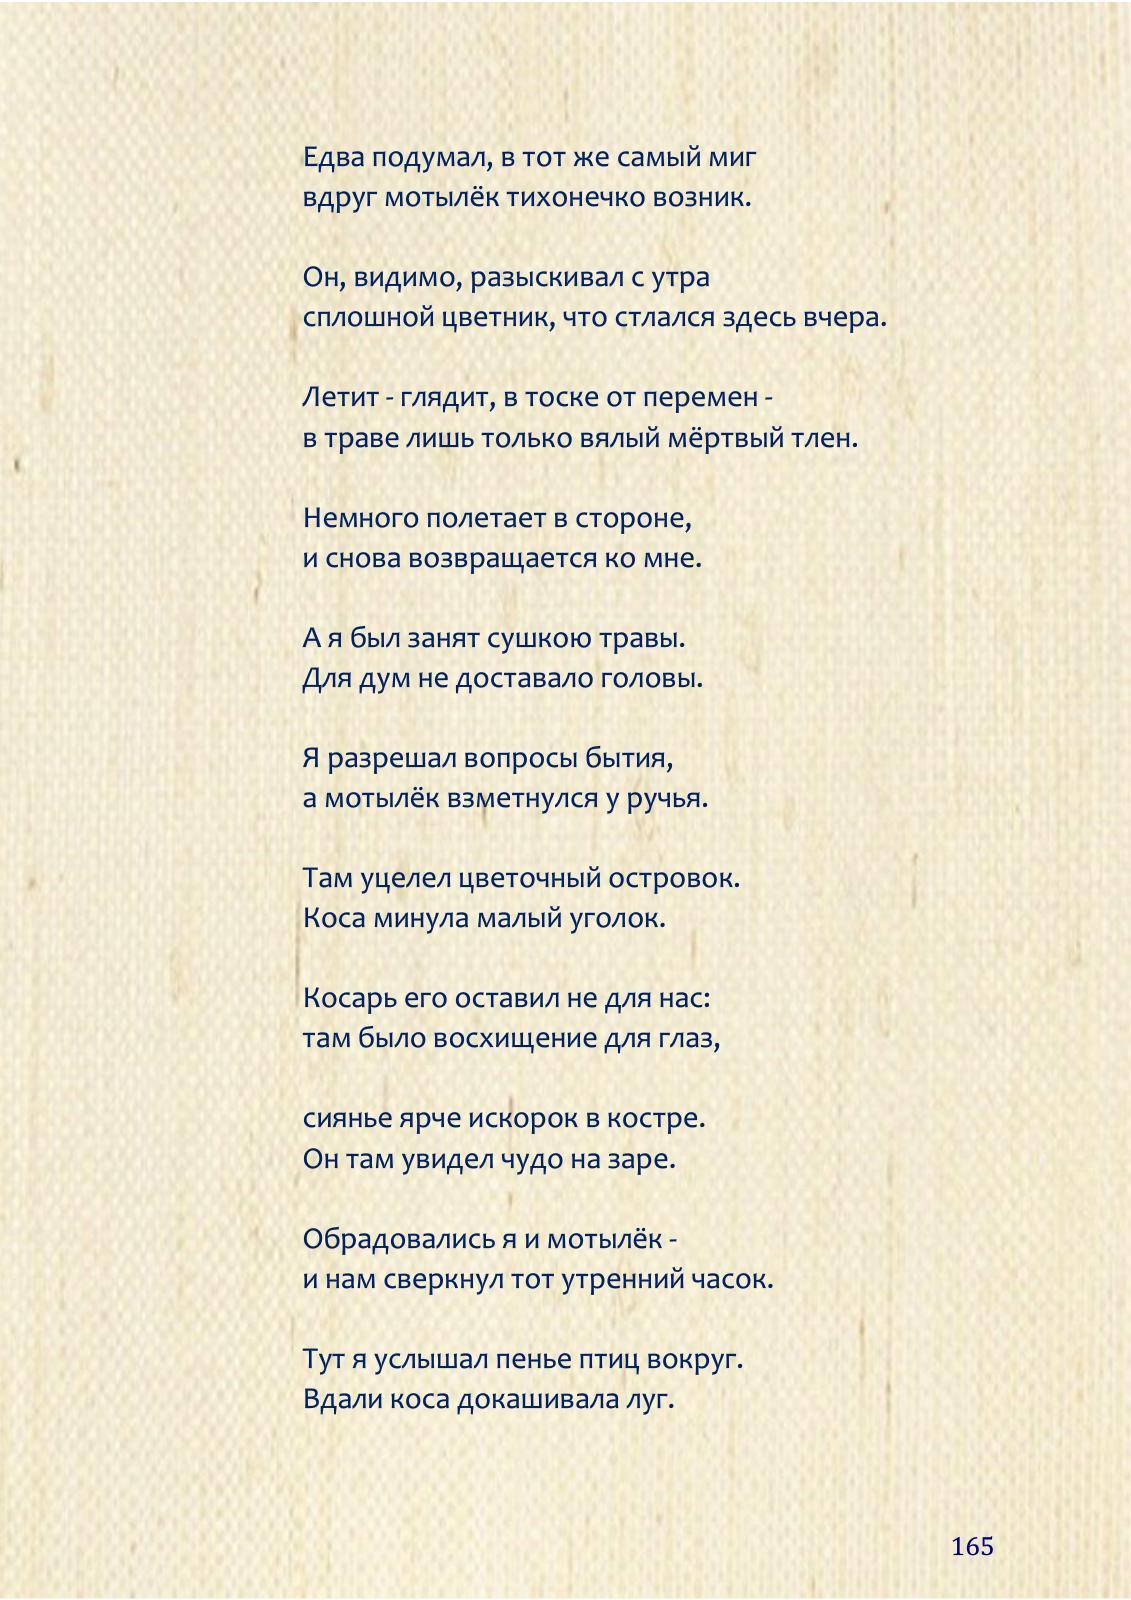 Едва подумал, в тот же самый миг
вдруг мотылёк тихонечко возник.
Он, видимо, разыскивал с утра
сплошной цветник, что стлался здесь вчера.
Летит - глядит, в тоске от перемен -
в траве лишь только вялый мёртвый тлен.
Немного полетает в стороне,
и снова возвращается ко мне.
А я был занят сушкою травы.
Для дум не доставало головы.
Я разрешал вопросы бытия,
а мотылёк взметнулся у ручья.
Там уцелел цветочный островок.
Коса минула малый уголок.
Косарь его оставил не для нас:
там было восхищение для глаз,
сиянье ярче искорок в костре.
Он там увидел чудо на заре.
Обрадовались я и мотылёк -
и нам сверкнул тот утренний часок.
Тут я услышал пенье птиц вокруг.
Вдали коса докашивала луг.
165